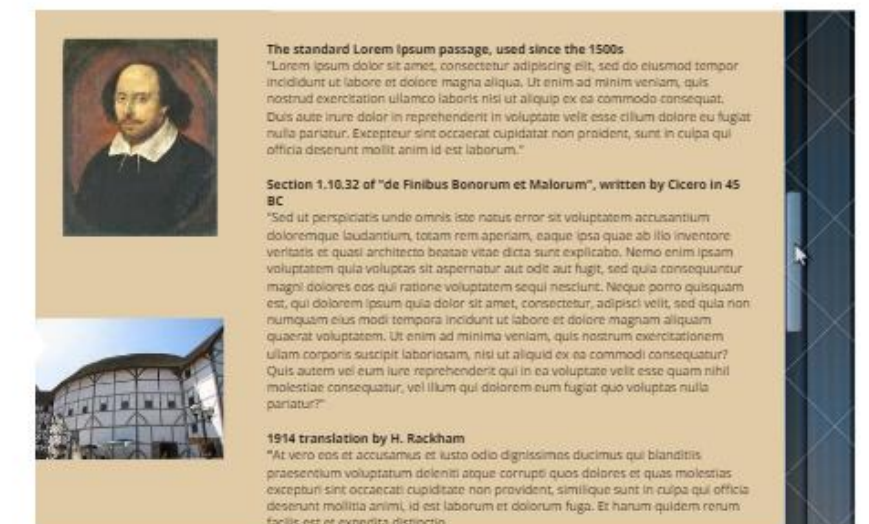 The standard Lorem Ipsum passage, used since the 1500s
"Lorem ipsum dolor sit amet, consectetur adipiscing elit, sed do eiusmod tempor
incididunt ut labore et dolore magna aliqua. Ut enim ad minim veniam, quis
nostrud exercitation ullamco laboris nisi ut aliquip ex ea commodo consequat.
Duis aute irure dolor in reprehenderit in voluptate velit esse cillum dolore eu fugiat
nulla pariatur. Excepteur sint occaecat cupidatat non proident, sunt in culpa qui
officia deserunt mollit anim id est laborum."
Section 1.10.32 of "de Finibus Bonorum et Malorum", written by Cicero in 45
BC
"Sed ut perspiciatis unde omnis iste natus error sit voluptatem accusantium
doloremque laudantium, totam rem aperiam, eaque ipsa quae ab illo inventore
veritatis et quasi architecto beatae vitae dicta sunt explicabo. Nemo enim ipsam
voluptatem quia voluptas sit aspernatur aut odit aut fugit, sed quia consequuntur
magni dolores eos qui ratione voluptatem sequi nesciunt. Neque porro quisquam
est, qui dolorem ipsum quia dolor sit amet, consectetur, adipisci velit, sed quia non
numquam eius modi tempora incidunt ut labore et dolore magnam aliquam
quaerat voluptatem. Ut enim ad minima veniam, quis nostrum exercitationem
ullam corporis suscipit laboriosam, nisi ut aliquid ex ea commodi consequatur?
Quis autem vel eum iure reprehenderit qui in ea voluptate velit esse quam nihil
molestiae consequatur, vel illum qui dolorem eum fugiat quo voluptas nulla
pariatur?"
1914 translation by H. Rackham
"At vero eos et accusamus et iusto odio dignissimos ducimus qui blanditiis
praesentium voluptatum deleniti atque corrupti quos dolores et quas molestias
excepturi sint occaecati cupiditate non provident, similique sunt in culpa qui officia
deserunt mollitia animi, id est laborum et dolorum fuga. Et harum quidem rerum
facilis est et expedita distinctio